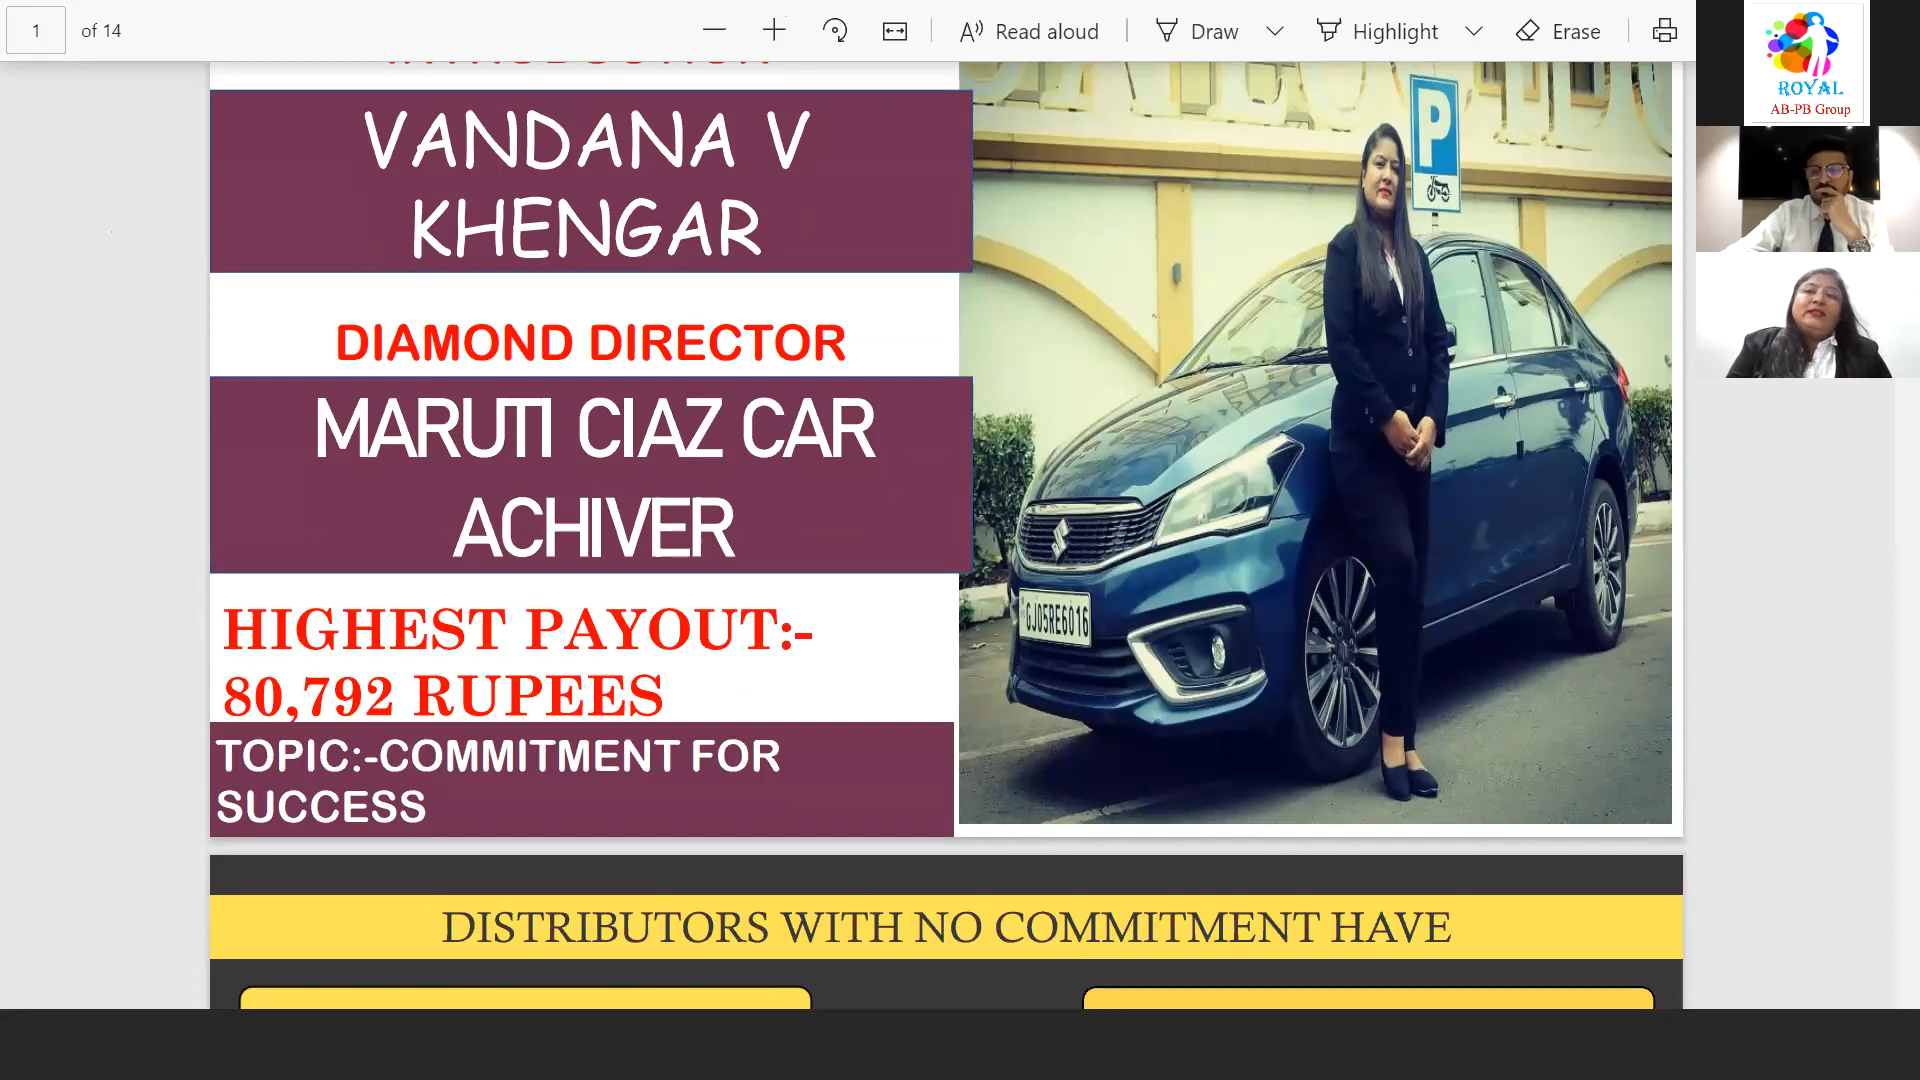 1 of 14
Read aloud
Draw
Highlight
Erase
ROYAL
AB-PB Group
INTRODUCTION
VANDANA V
KHENGAR
DIAMOND DIRECTOR
MARUTI CIAZ CAR
ACHIVER
HIGHEST PAYOUT:-
80,792 RUPEES
TOPIC:-COMMITMENT FOR
SUCCESS
P
GJ05RE6016
DISTRIBUTORS WITH NO COMMITMENT HAVE